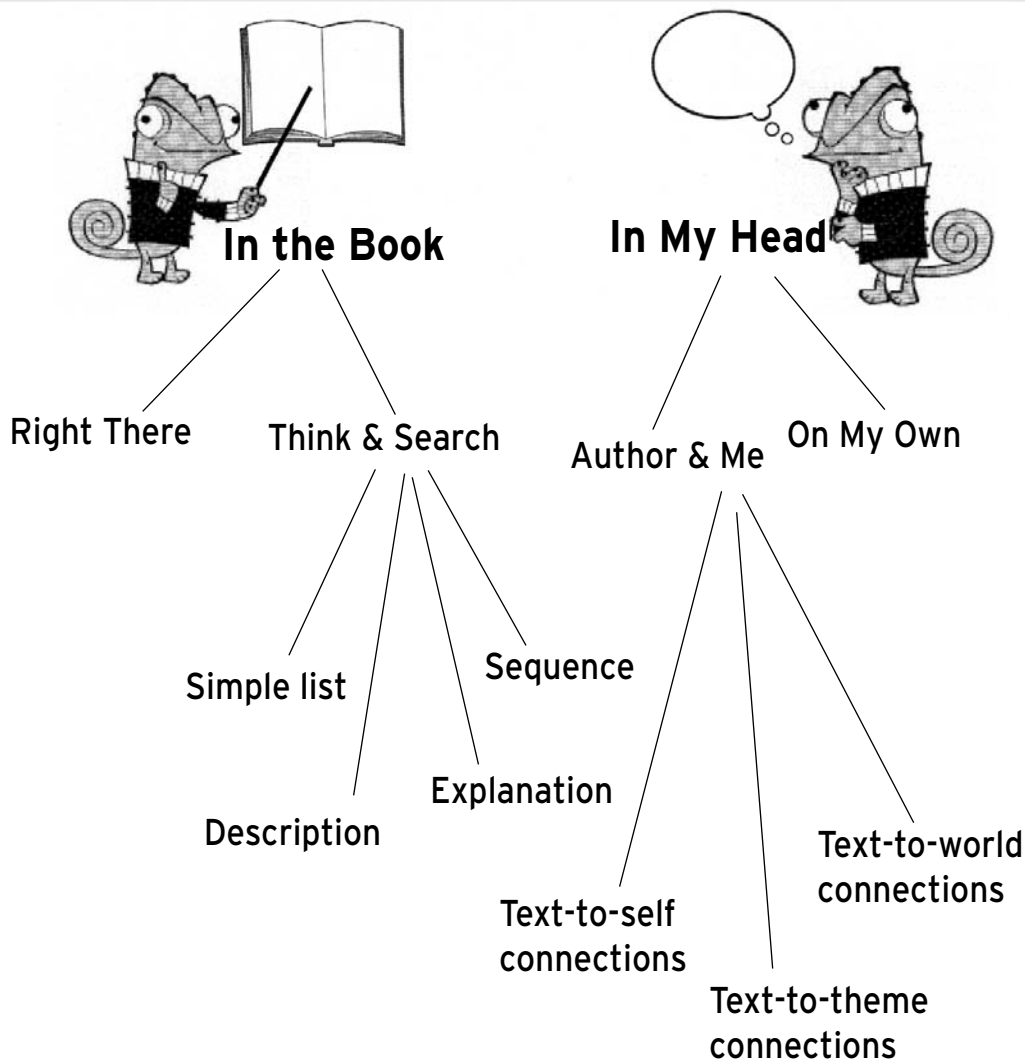 In the Book
In My Head
Right There
Think & Search
Author & Me
On My Own
Simple list
Sequence
Description
Explanation
Text-to-self
connections
Text-to-theme
connections
Text-to-world
connections